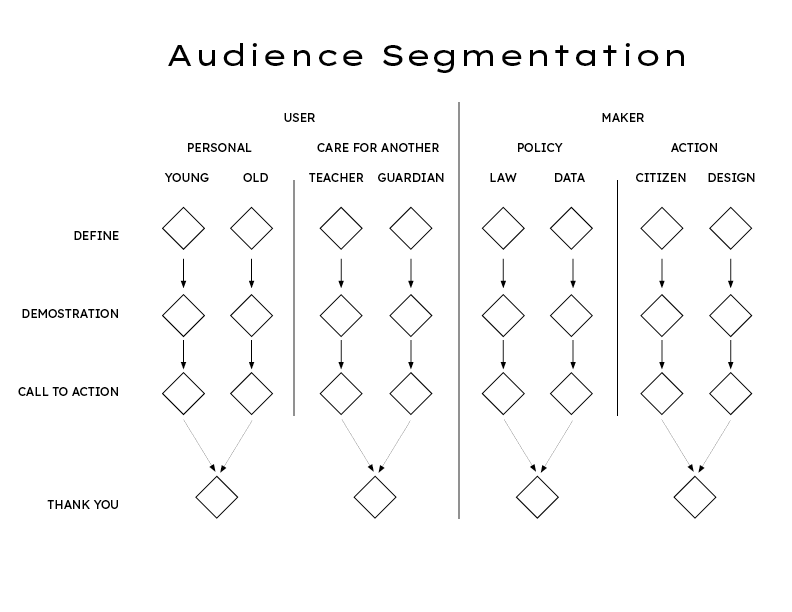 Audience Segmentation
USER MAKER
PERSONAL CARE FOR ANOTHER POLICY ACTION
YOUNG OLD TEACHER GUARDIAN LAW DATA CITIZEN DESIGN
DEFINE
DEMOSTRATION
CALL TO ACTION
THANK YOU